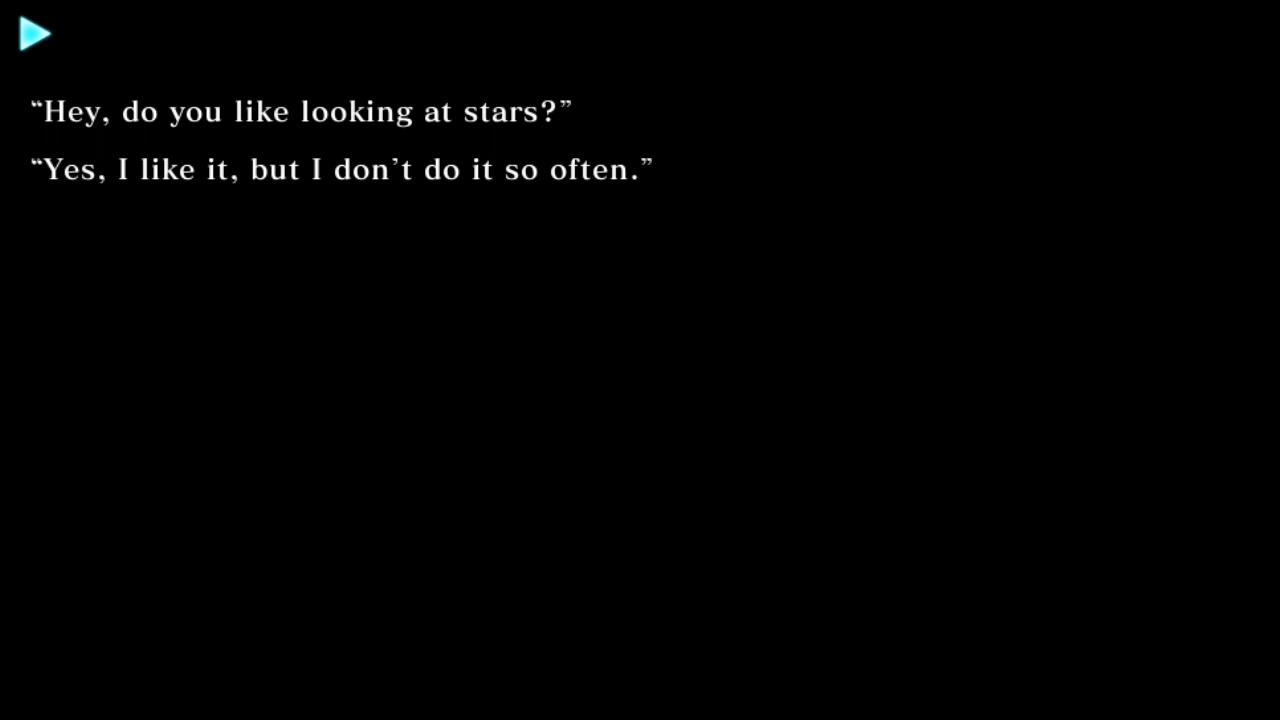 “Hey, do you like looking at stars?”
“Yes, I like it, but I don’t do it so often.”